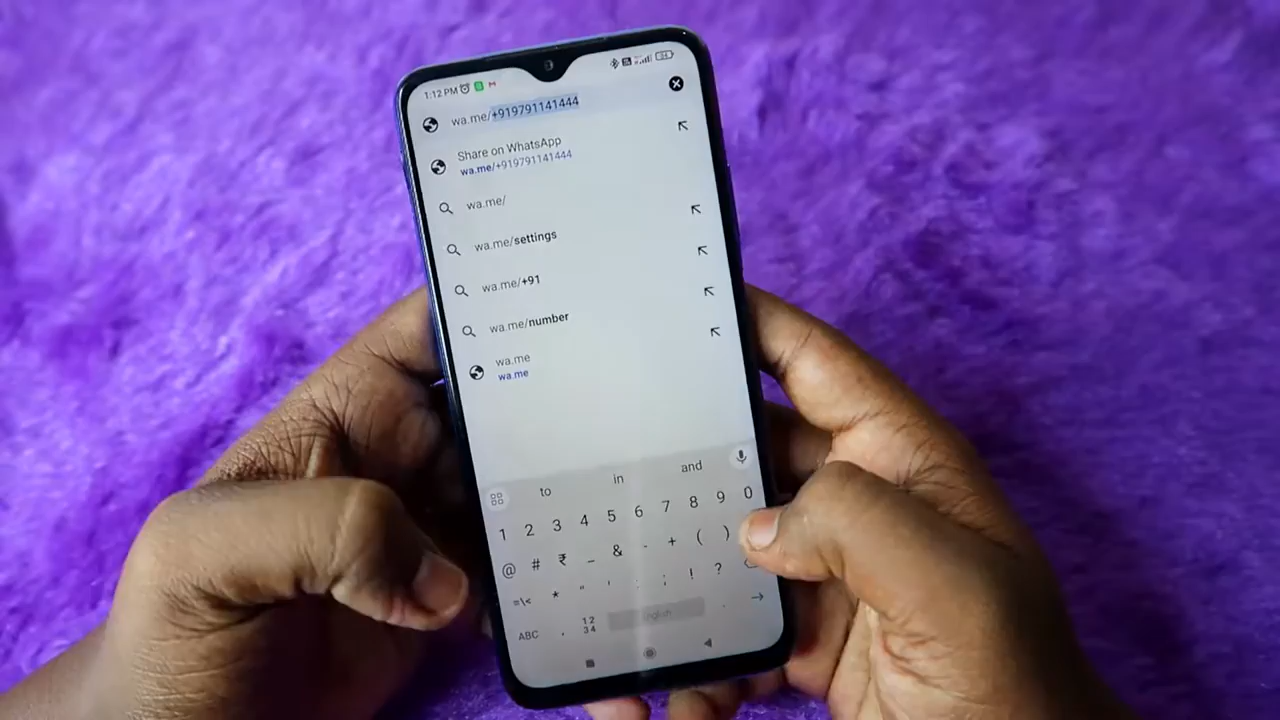 1:12 PM
wa.me/+919791141444
Share on WhatsApp
wa.me/+919791141444
wa.me/
wa.me/settings
wa.me/+91
wa.me/number
wa.me
wa.me
to in and
1 2 3 4 5 6 7 8 9 0
@ # ₹ _ & - + ( )
=\< * " ' : ; ! ?
ABC , 12 34 English .